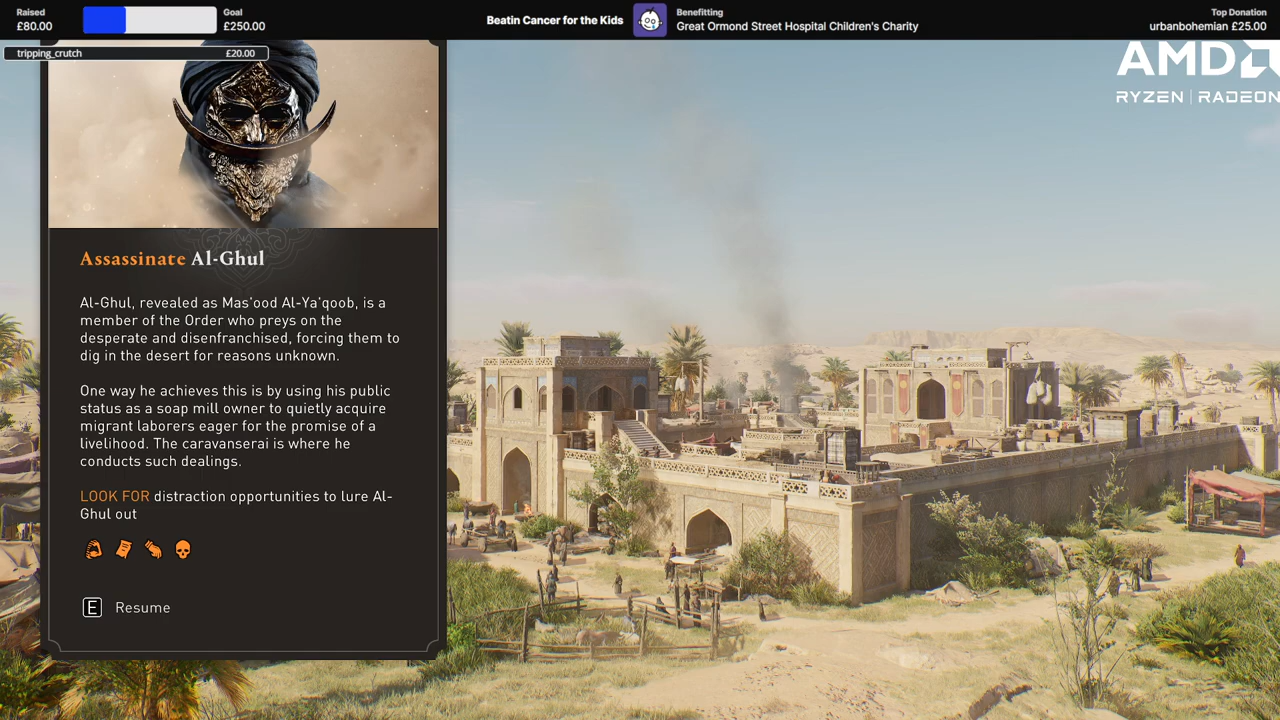 Raised
£80.00
Goal
£250.00
Beatin Cancer for the Kids
Benefitting
Great Ormond Street Hospital Children's Charity
Top Donation
urbanbohemian £25.00
tripping_crutch £20.00
AMD
RYZEN | RADEON
Assassinate Al-Ghul
Al-Ghul, revealed as Mas'ood Al-Ya'qoob, is a
member of the Order who preys on the
desperate and disenfranchised, forcing them to
dig in the desert for reasons unknown.
One way he achieves this is by using his public
status as a soap mill owner to quietly acquire
migrant laborers eager for the promise of a
livelihood. The caravanserai is where he
conducts such dealings.
LOOK FOR distraction opportunities to lure Al-
Ghul out
E Resume